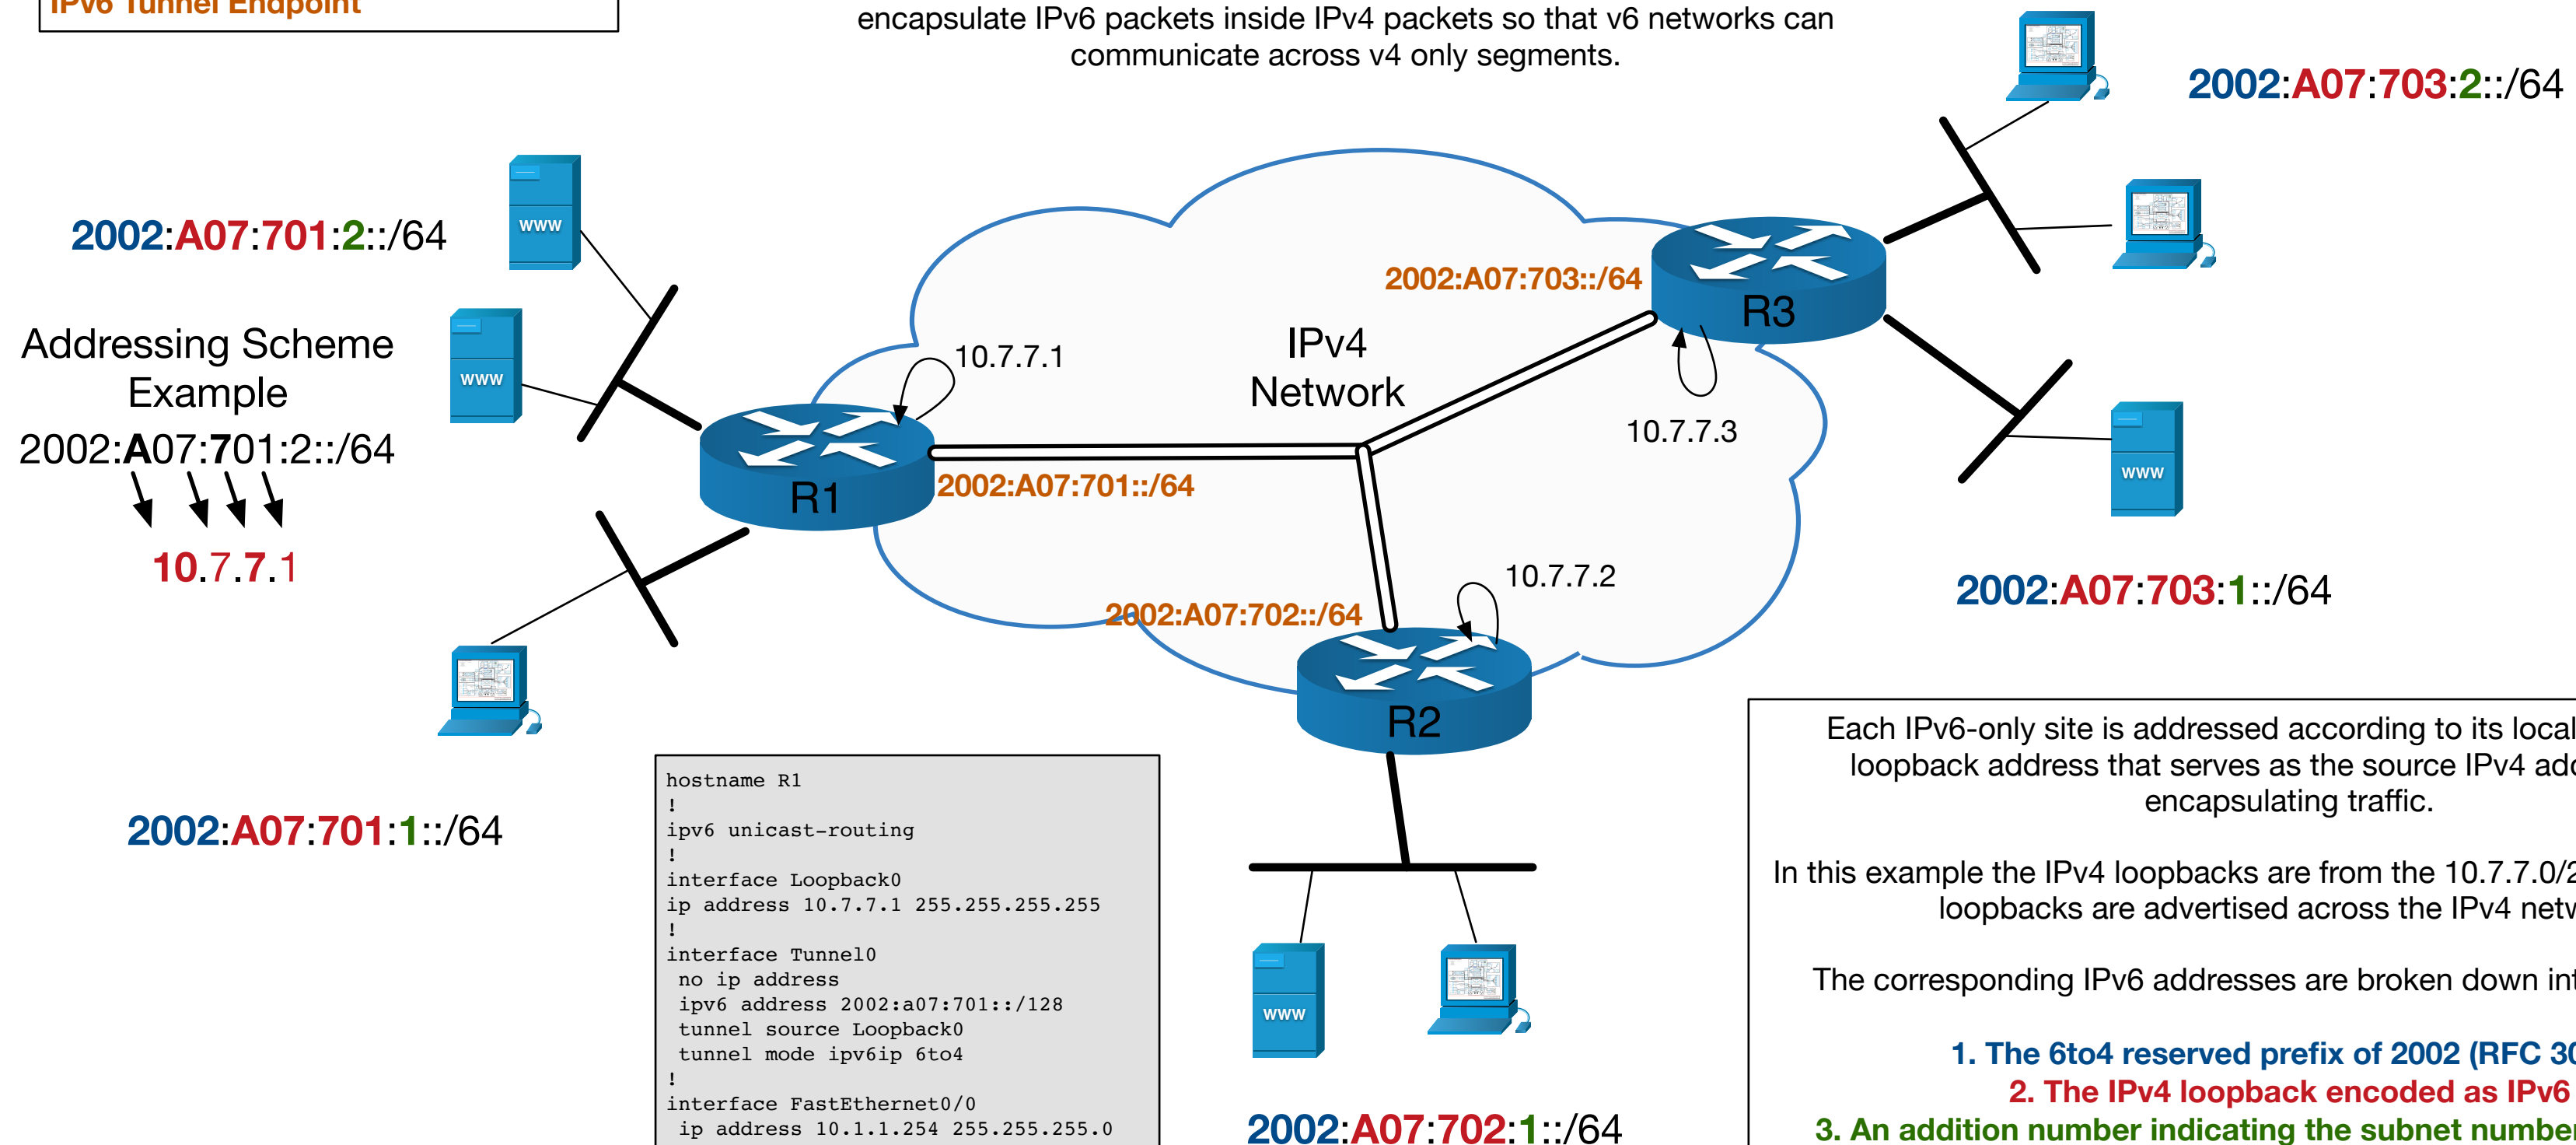 IPv6 Tunnel Endpoint
encapsulate IPv6 packets inside IPv4 packets so that v6 networks can
communicate across v4 only segments.
2002:A07:703:2::/64
2002:A07:701:2::/64
WWW
WWW
Addressing Scheme
Example
2002:A07:701:2::/64
10.7.7.1
10.7.7.1
R1
2002:A07:701::/64
IPv4
Network
2002:A07:703::/64
R3
10.7.7.3
WWW
2002:A07:703:1::/64
10.7.7.2
2002:A07:702::/64
R2
2002:A07:701:1::/64
hostname R1
!
ipv6 unicast-routing
!
interface Loopback0
ip address 10.7.7.1 255.255.255.255
!
interface Tunnel0
no ip address
ipv6 address 2002:a07:701::/128
tunnel source Loopback0
tunnel mode ipv6ip 6to4
!
interface FastEthernet0/0
ip address 10.1.1.254 255.255.255.0
WWW
2002:A07:702:1::/64
Each IPv6-only site is addressed according to its local
loopback address that serves as the source IPv4
encapsulating traffic.
In this example the IPv4 loopbacks are from the 10.7.7.0/2
loopbacks are advertised across the IPv4
The corresponding IPv6 addresses are broken down
1. The 6to4 reserved prefix of 2002 (RFC 30
2. The IPv4 loopback encoded as IPv6
3. An addition number indicating the subnet